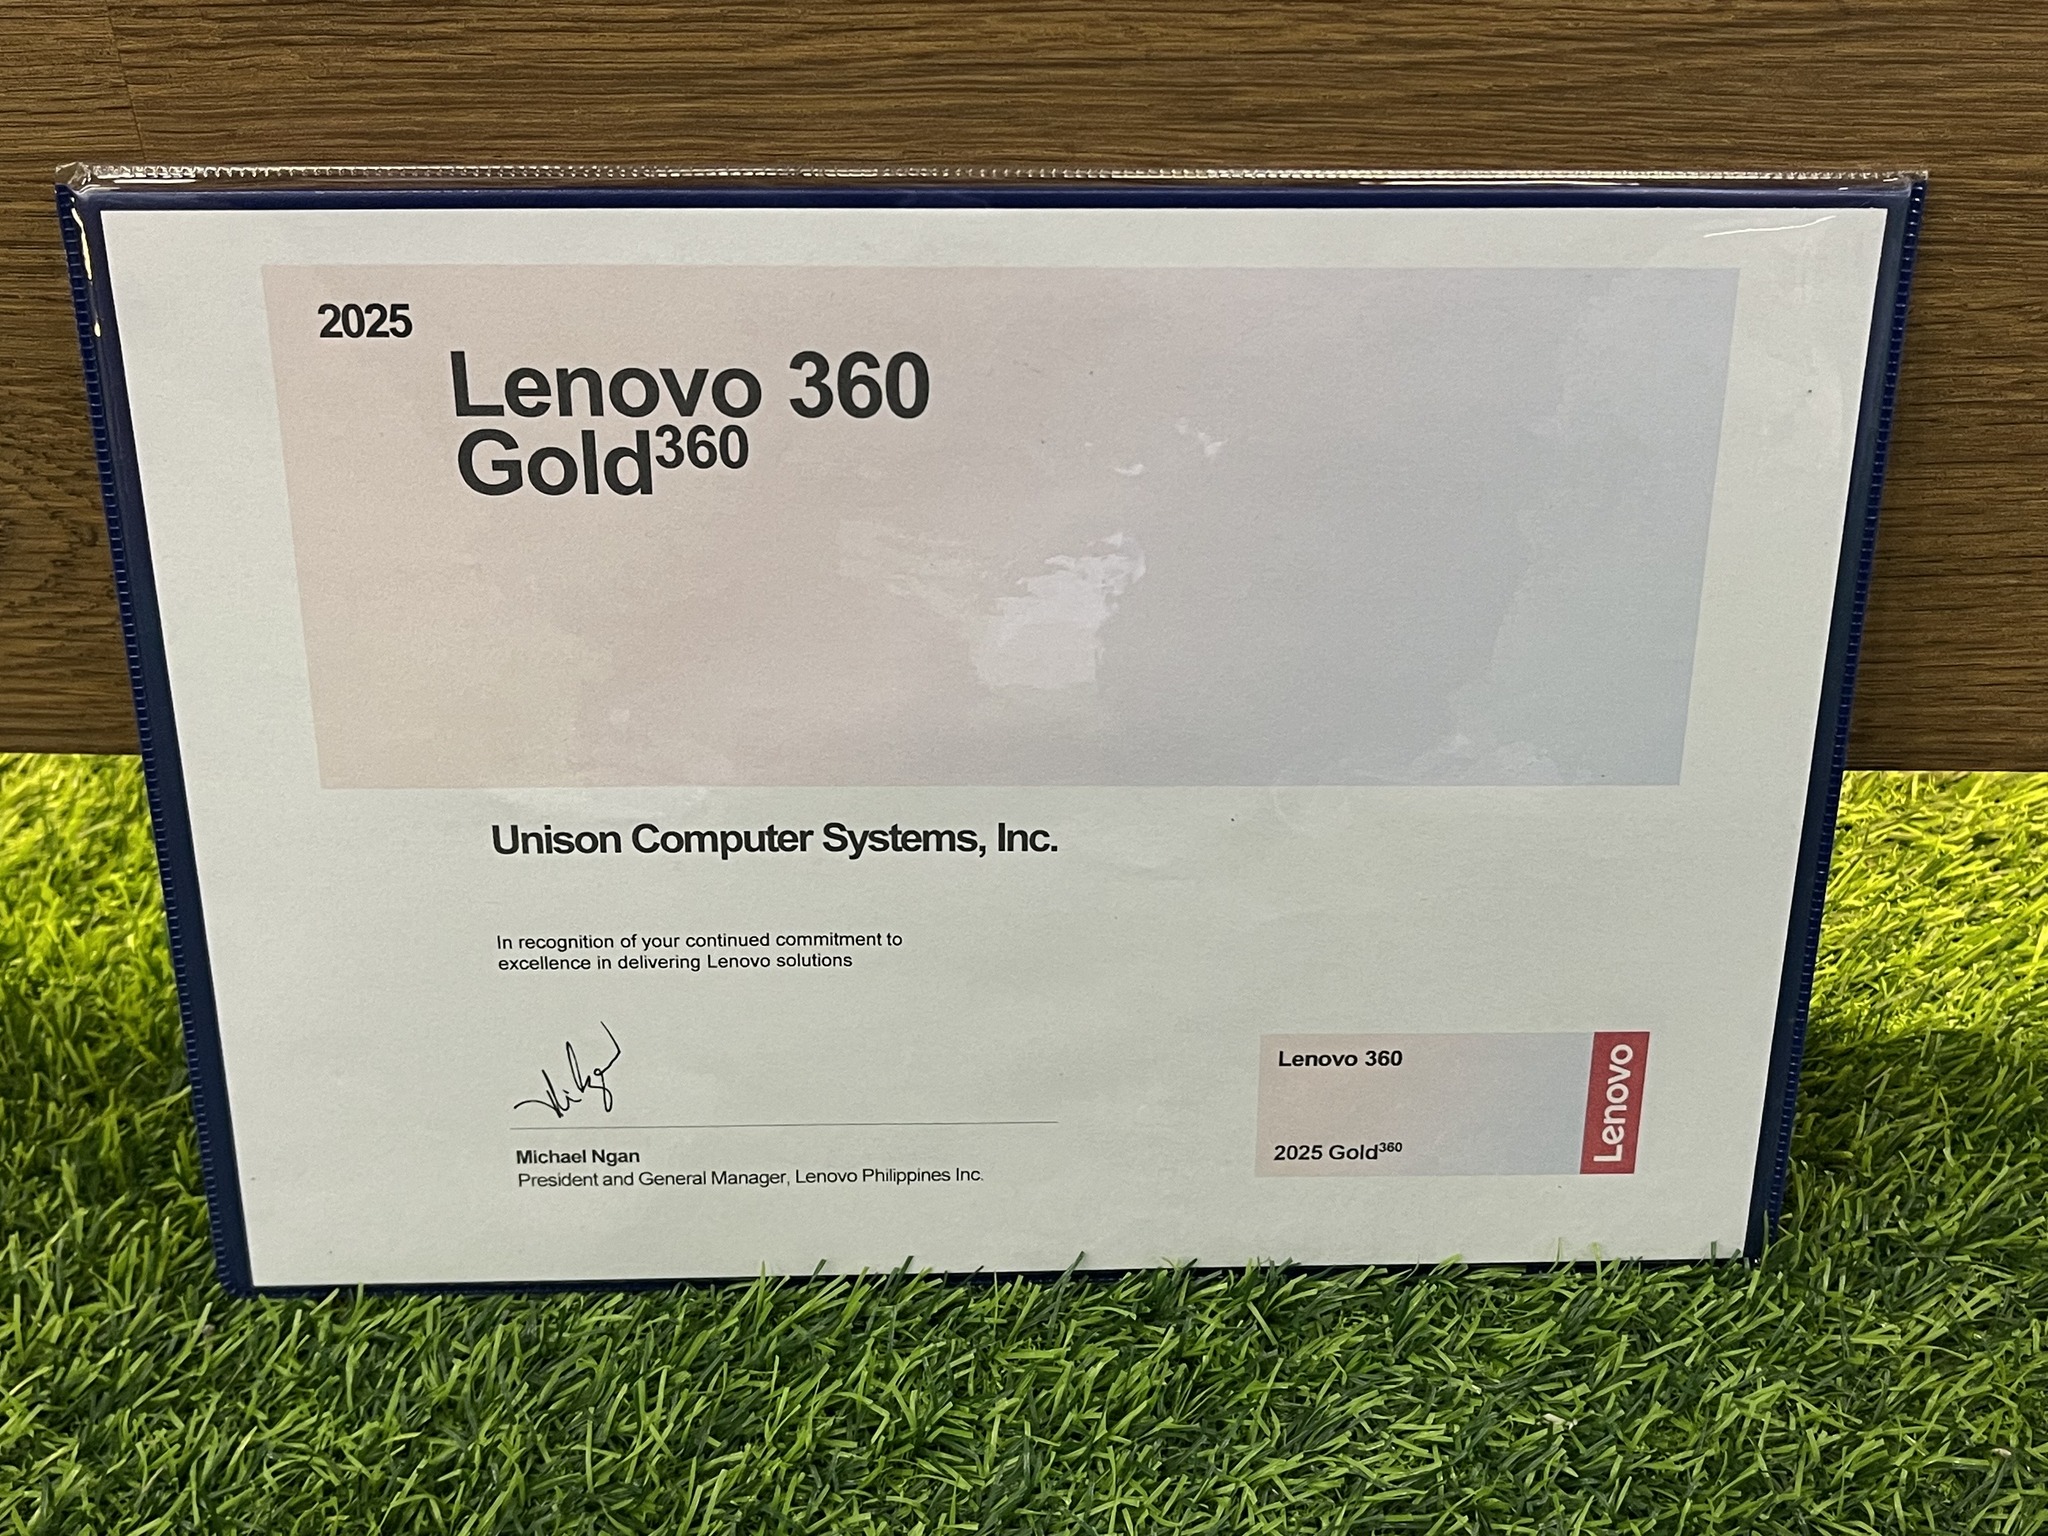 2025
Lenovo 360
Gold³⁶⁰
Unison Computer Systems, Inc.
In recognition of your continued commitment to
excellence in delivering Lenovo solutions
Michael Ngan
President and General Manager, Lenovo Philippines Inc.
Lenovo 360
2025 Gold³⁶⁰
Lenovo